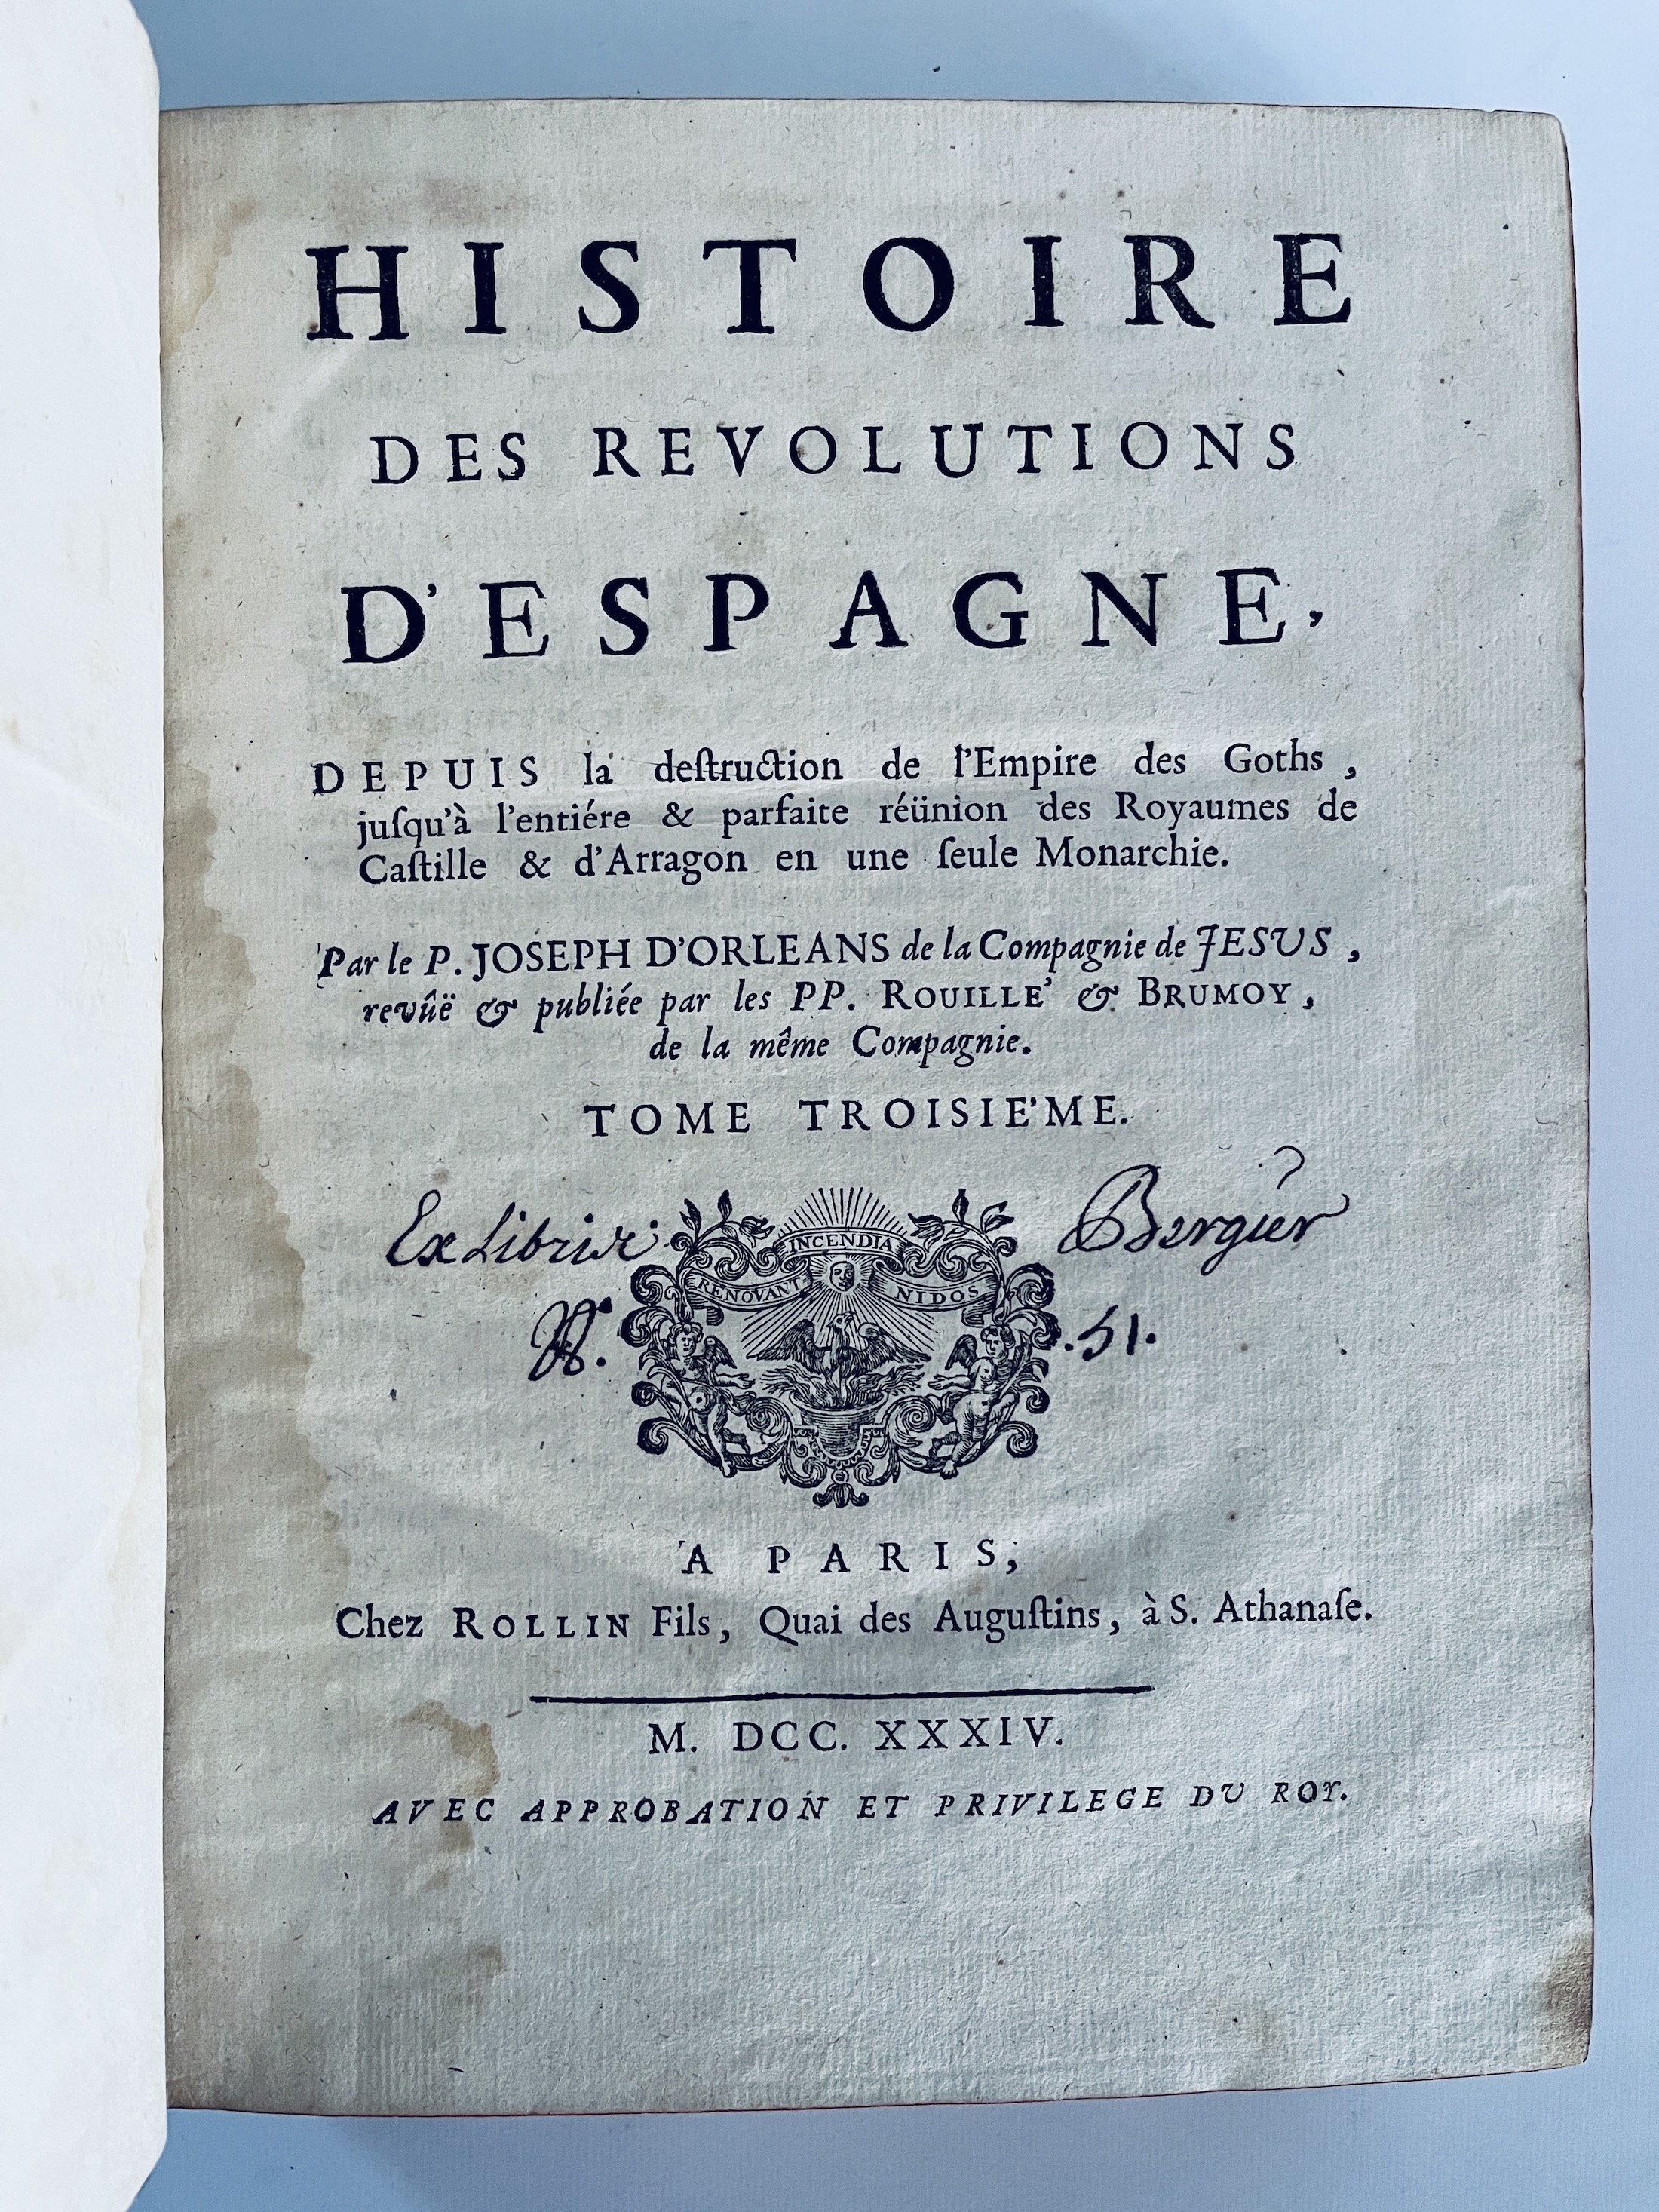 HISTOIRE
DES REVOLUTIONS
D'ESPAGNE,
DEPUIS la deſtruction de l'Empire des Goths,
juſqu'à l'entiére & parfaite réünion des Royaumes de
Caſtille & d'Arragon en une ſeule Monarchie.
Par le P. JOSEPH D'ORLEANS de la Compagnie de JESUS,
revûë & publiée par les PP. ROUILLE' & BRUMOY,
de la même Compagnie.
TOME TROISIE'ME.
Ex Libris Bergier
INCENDIA
RENOVANT NIDOS
N. 51.
A PARIS,
Chez ROLLIN Fils, Quai des Auguſtins, à S. Athanaſe.
M. DCC. XXXIV.
AVEC APPROBATION ET PRIVILEGE DU ROY.